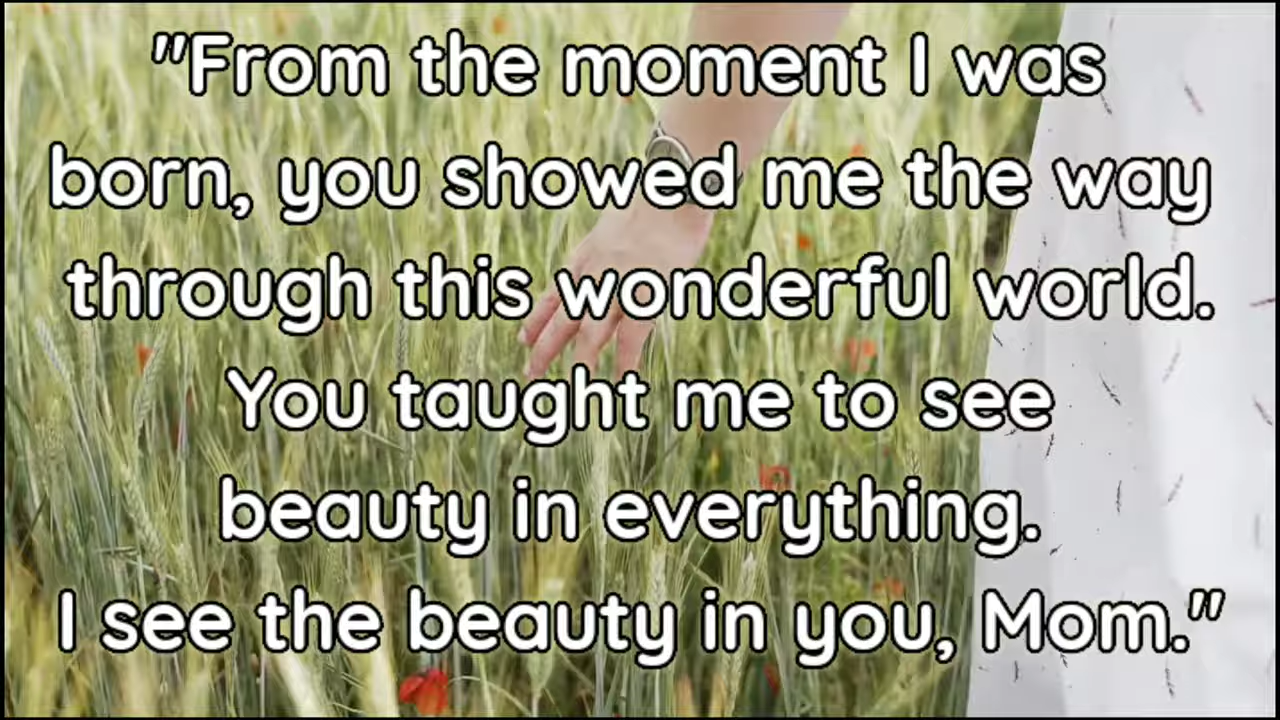 "From the moment I was
born, you showed me the way
through this wonderful world.
You taught me to see
beauty in everything.
I see the beauty in you, Mom."